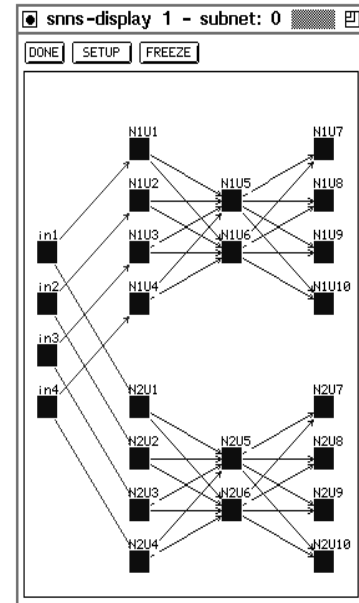 snns-display 1 - subnet: 0
DONE SETUP FREEZE
N1U1 N1U7
N1U2 N1U5 N1U8
in1 N1U3 N1U6 N1U9
in2 N1U4 N1U10
in3
in4 N2U1 N2U7
N2U2 N2U5 N2U8
N2U3 N2U6 N2U9
N2U4 N2U10